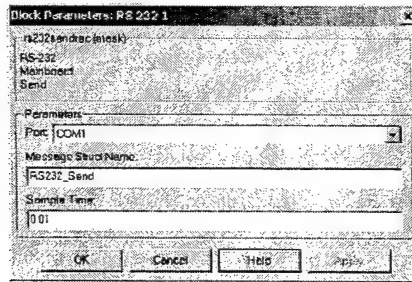 Block Parameters: RS-232 1
rs232sendrec (mask)
RS-232
Mainboard
Send
Parameters
Port COM1
Message Struct Name:
RS232_Send
Sample Time:
0.01
OK Cancel Help Apply